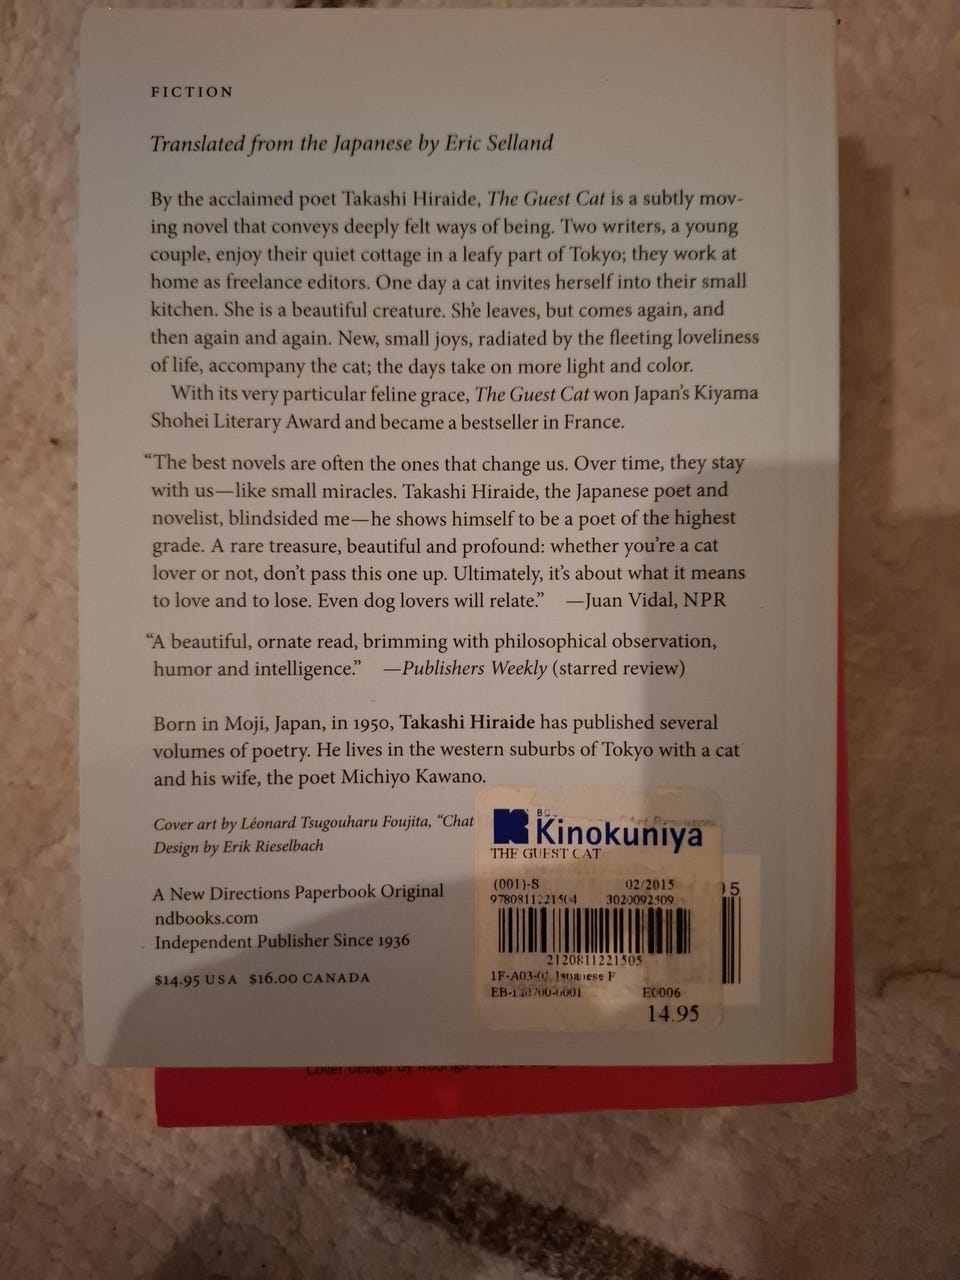 FICTION
Translated from the Japanese by Eric Selland
By the acclaimed poet Takashi Hiraide, The Guest Cat is a subtly mov-
ing novel that conveys deeply felt ways of being. Two writers, a young
couple, enjoy their quiet cottage in a leafy part of Tokyo; they work at
home as freelance editors. One day a cat invites herself into their small
kitchen. She is a beautiful creature. She leaves, but comes again, and
then again and again. New, small joys, radiated by the fleeting loveliness
of life, accompany the cat; the days take on more light and color.
With its very particular feline grace, The Guest Cat won Japan's Kiyama
Shohei Literary Award and became a bestseller in France.
“The best novels are often the ones that change us. Over time, they stay
with us—like small miracles. Takashi Hiraide, the Japanese poet and
novelist, blindsided me—he shows himself to be a poet of the highest
grade. A rare treasure, beautiful and profound: whether you're a cat
lover or not, don't pass this one up. Ultimately, it's about what it means
to love and to lose. Even dog lovers will relate.” —Juan Vidal, NPR
“A beautiful, ornate read, brimming with philosophical observation,
humor and intelligence.” —Publishers Weekly (starred review)
Born in Moji, Japan, in 1950, Takashi Hiraide has published several
volumes of poetry. He lives in the western suburbs of Tokyo with a cat
and his wife, the poet Michiyo Kawano.
Cover art by Léonard Tsugouharu Foujita, “Chat
Design by Erik Rieselbach
A New Directions Paperbook Original
ndbooks.com
Independent Publisher Since 1936
$14.95 USA $16.00 CANADA
Kinokuniya
THE GUEST CAT
(001)-S 02/2015
2120811221505
Japanese F
E0006
14.95
5
Cover design by